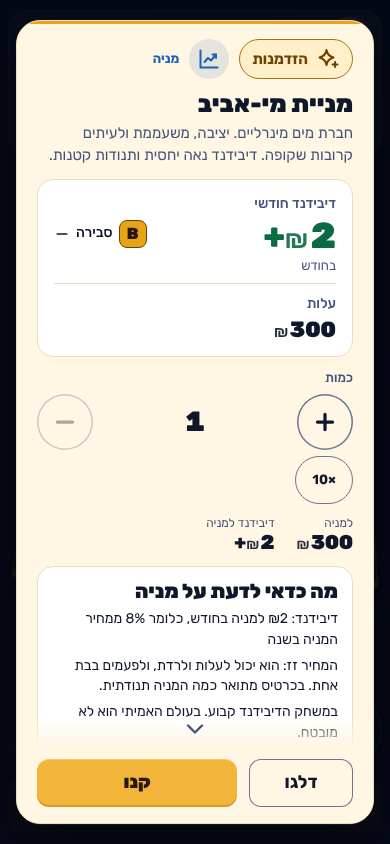 הזדמנות
מניה
מניית מי-אביב
חברת מים מינרליים. יציבה, משעממת ולעיתים
קרובות שקופה. דיבידנד נאה יחסית ותנודות קטנות.
דיבידנד חודשי
+₪2
B סבירה —
בחודש
עלות
₪300
כמות
1
×10
למניה
₪300
דיבידנד למניה
+₪2
מה כדאי לדעת על מניה
דיבידנד: ₪2 למניה בחודש, כלומר 8% ממחיר
המניה בשנה
המחיר זז: הוא יכול לעלות ולרדת, ולפעמים בבת
אחת. בכרטיס מתואר כמה המניה תנודתית.
במשחק הדיבידנד קבוע. בעולם האמיתי הוא לא
מובטח.
דלגו
קנו